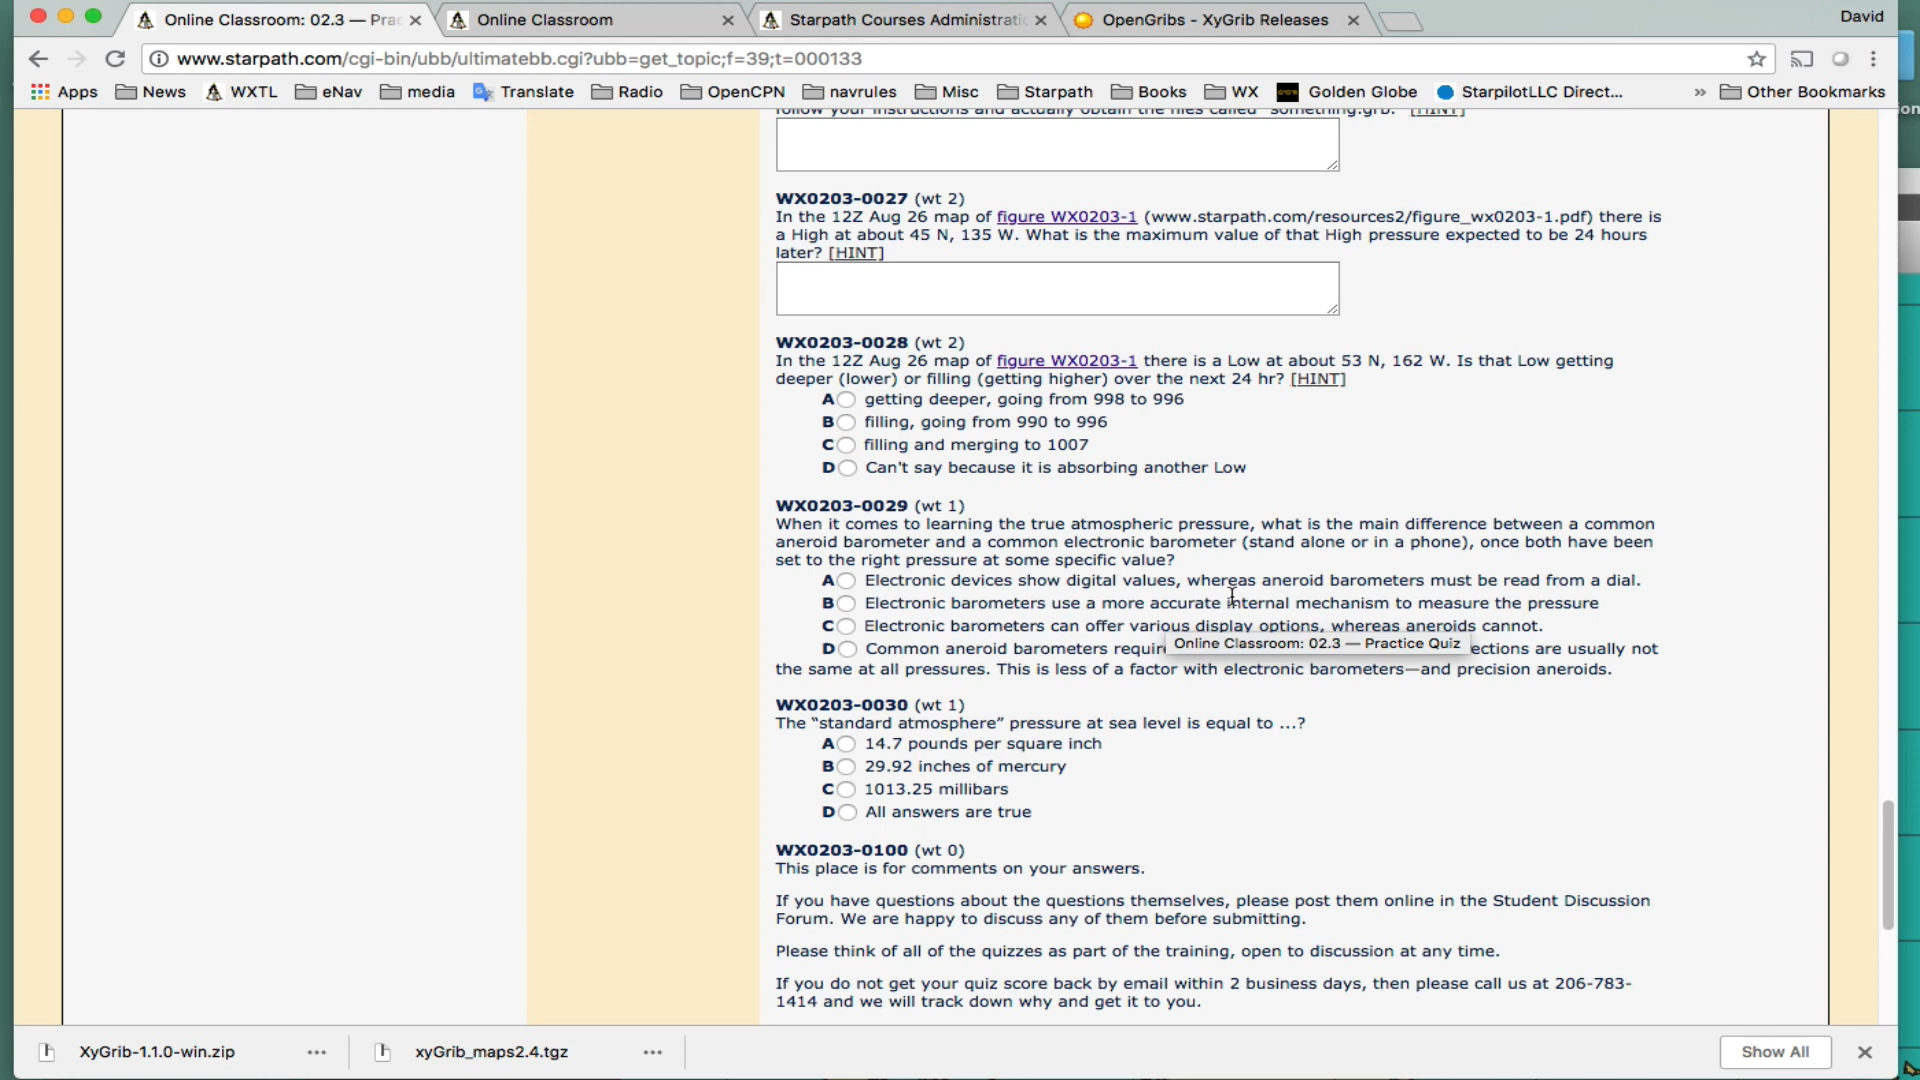 Online Classroom: 02.3 — Prac
Online Classroom
Starpath Courses Administratio
OpenGribs - XyGrib Releases
David
www.starpath.com/cgi-bin/ubb/ultimatebb.cgi?ubb=get_topic;f=39;t=000133
Apps News WXTL eNav media Translate Radio OpenCPN navrules Misc Starpath Books WX Golden Globe StarpilotLLC Direct... » Other Bookmarks
follow your instructions and actually obtain the files called "something.grb." [HINT]
WX0203-0027 (wt 2)
In the 12Z Aug 26 map of figure WX0203-1 (www.starpath.com/resources2/figure_wx0203-1.pdf) there is
a High at about 45 N, 135 W. What is the maximum value of that High pressure expected to be 24 hours
later? [HINT]
WX0203-0028 (wt 2)
In the 12Z Aug 26 map of figure WX0203-1 there is a Low at about 53 N, 162 W. Is that Low getting
deeper (lower) or filling (getting higher) over the next 24 hr? [HINT]
A getting deeper, going from 998 to 996
B filling, going from 990 to 996
C filling and merging to 1007
D Can't say because it is absorbing another Low
WX0203-0029 (wt 1)
When it comes to learning the true atmospheric pressure, what is the main difference between a common
aneroid barometer and a common electronic barometer (stand alone or in a phone), once both have been
set to the right pressure at some specific value?
A Electronic devices show digital values, whereas aneroid barometers must be read from a dial.
B Electronic barometers use a more accurate internal mechanism to measure the pressure
C Electronic barometers can offer various display options, whereas aneroids cannot.
Online Classroom: 02.3 — Practice Quiz
D Common aneroid barometers requir ections are usually not
the same at all pressures. This is less of a factor with electronic barometers—and precision aneroids.
WX0203-0030 (wt 1)
The “standard atmosphere” pressure at sea level is equal to ...?
A 14.7 pounds per square inch
B 29.92 inches of mercury
C 1013.25 millibars
D All answers are true
WX0203-0100 (wt 0)
This place is for comments on your answers.
If you have questions about the questions themselves, please post them online in the Student Discussion
Forum. We are happy to discuss any of them before submitting.
Please think of all of the quizzes as part of the training, open to discussion at any time.
If you do not get your quiz score back by email within 2 business days, then please call us at 206-783-
1414 and we will track down why and get it to you.
XyGrib-1.1.0-win.zip
xyGrib_maps2.4.tgz
Show All